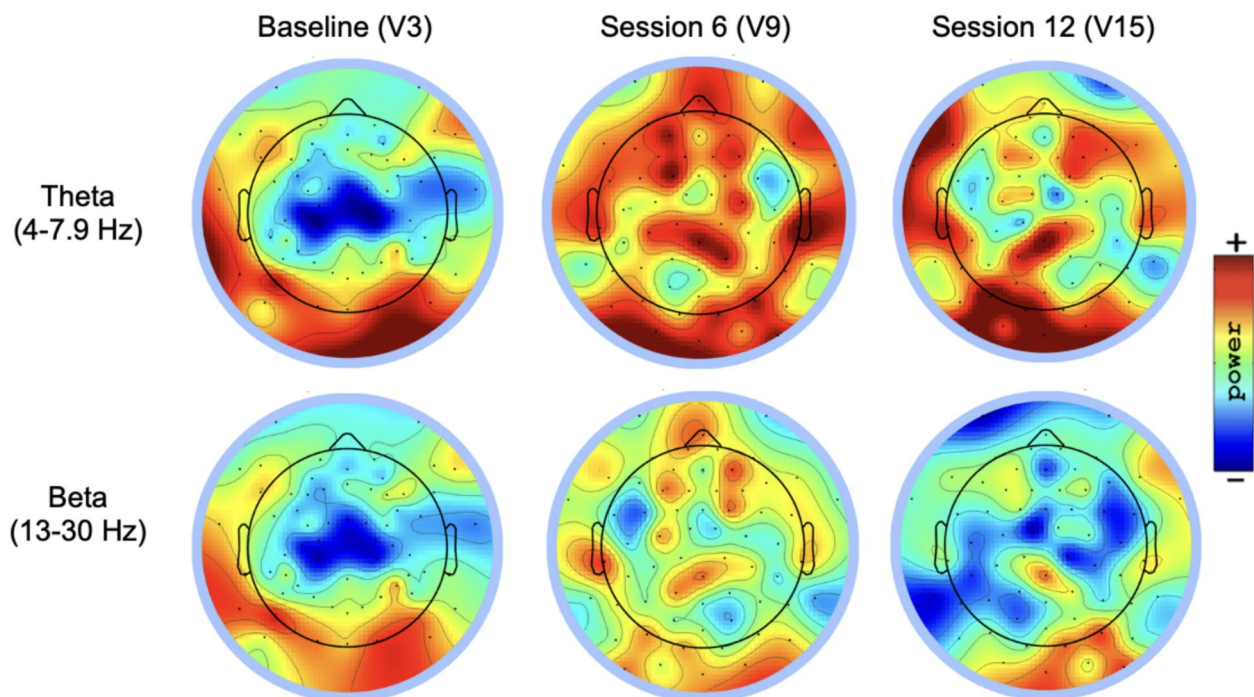 Baseline (V3)
Session 6 (V9)
Session 12 (V15)
Theta
(4-7.9 Hz)
+
power
−
Beta
(13-30 Hz)